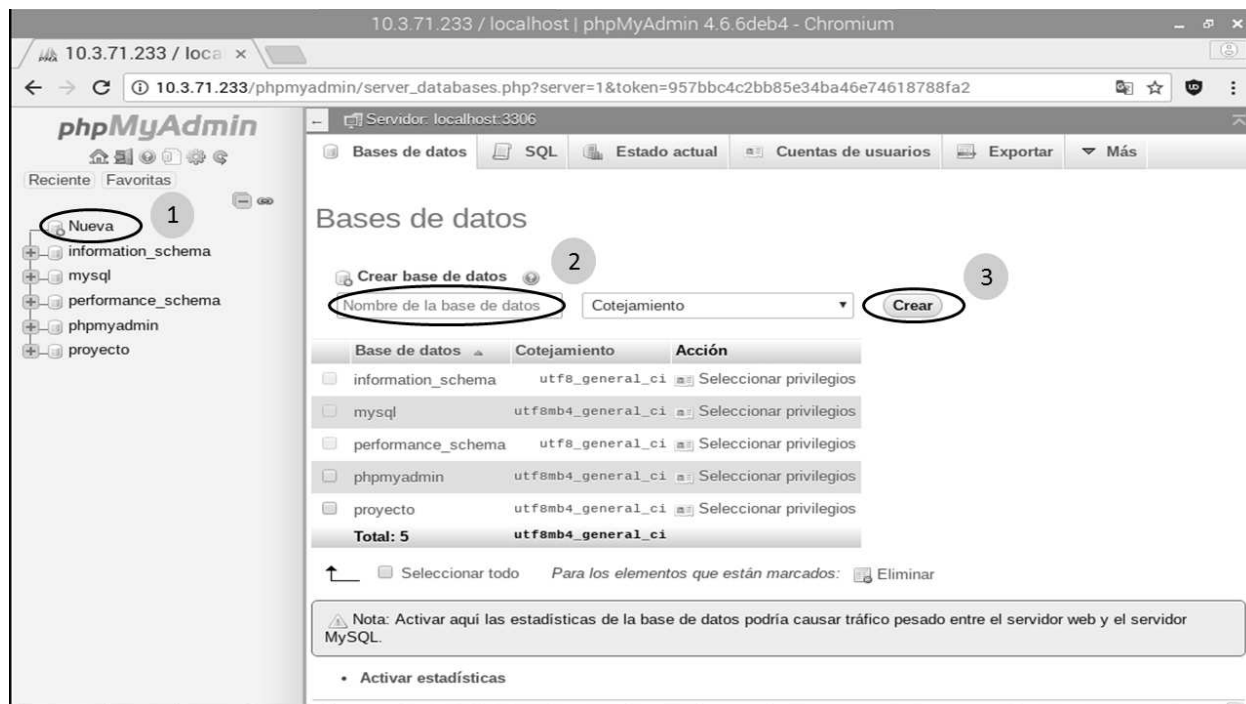 10.3.71.233 / localhost | phpMyAdmin 4.6.6deb4 - Chromium
10.3.71.233 / loca
10.3.71.233/phpmyadmin/server_databases.php?server=1&token=957bbc4c2bb85e34ba46e74618788fa2
phpMyAdmin
Reciente Favoritas
Nueva
1
information_schema
mysql
performance_schema
phpmyadmin
proyecto
Servidor: localhost:3306
Bases de datos SQL Estado actual Cuentas de usuarios Exportar Más
Bases de datos
Crear base de datos
2
Nombre de la base de datos Cotejamiento Crear
3
Base de datos Cotejamiento Acción
information_schema utf8_general_ci Seleccionar privilegios
mysql utf8mb4_general_ci Seleccionar privilegios
performance_schema utf8_general_ci Seleccionar privilegios
phpmyadmin utf8mb4_general_ci Seleccionar privilegios
proyecto utf8mb4_general_ci Seleccionar privilegios
Total: 5 utf8mb4_general_ci
Seleccionar todo Para los elementos que están marcados: Eliminar
Nota: Activar aquí las estadísticas de la base de datos podría causar tráfico pesado entre el servidor web y el servidor
MySQL.
• Activar estadísticas